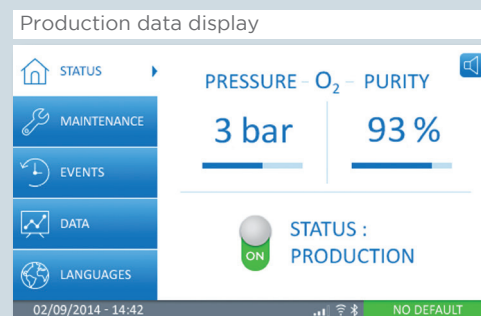 Production data display
STATUS
MAINTENANCE
EVENTS
DATA
LANGUAGES
PRESSURE - O₂ - PURITY
3 bar
93 %
ON
STATUS :
PRODUCTION
02/09/2014 - 14:42
NO DEFAULT